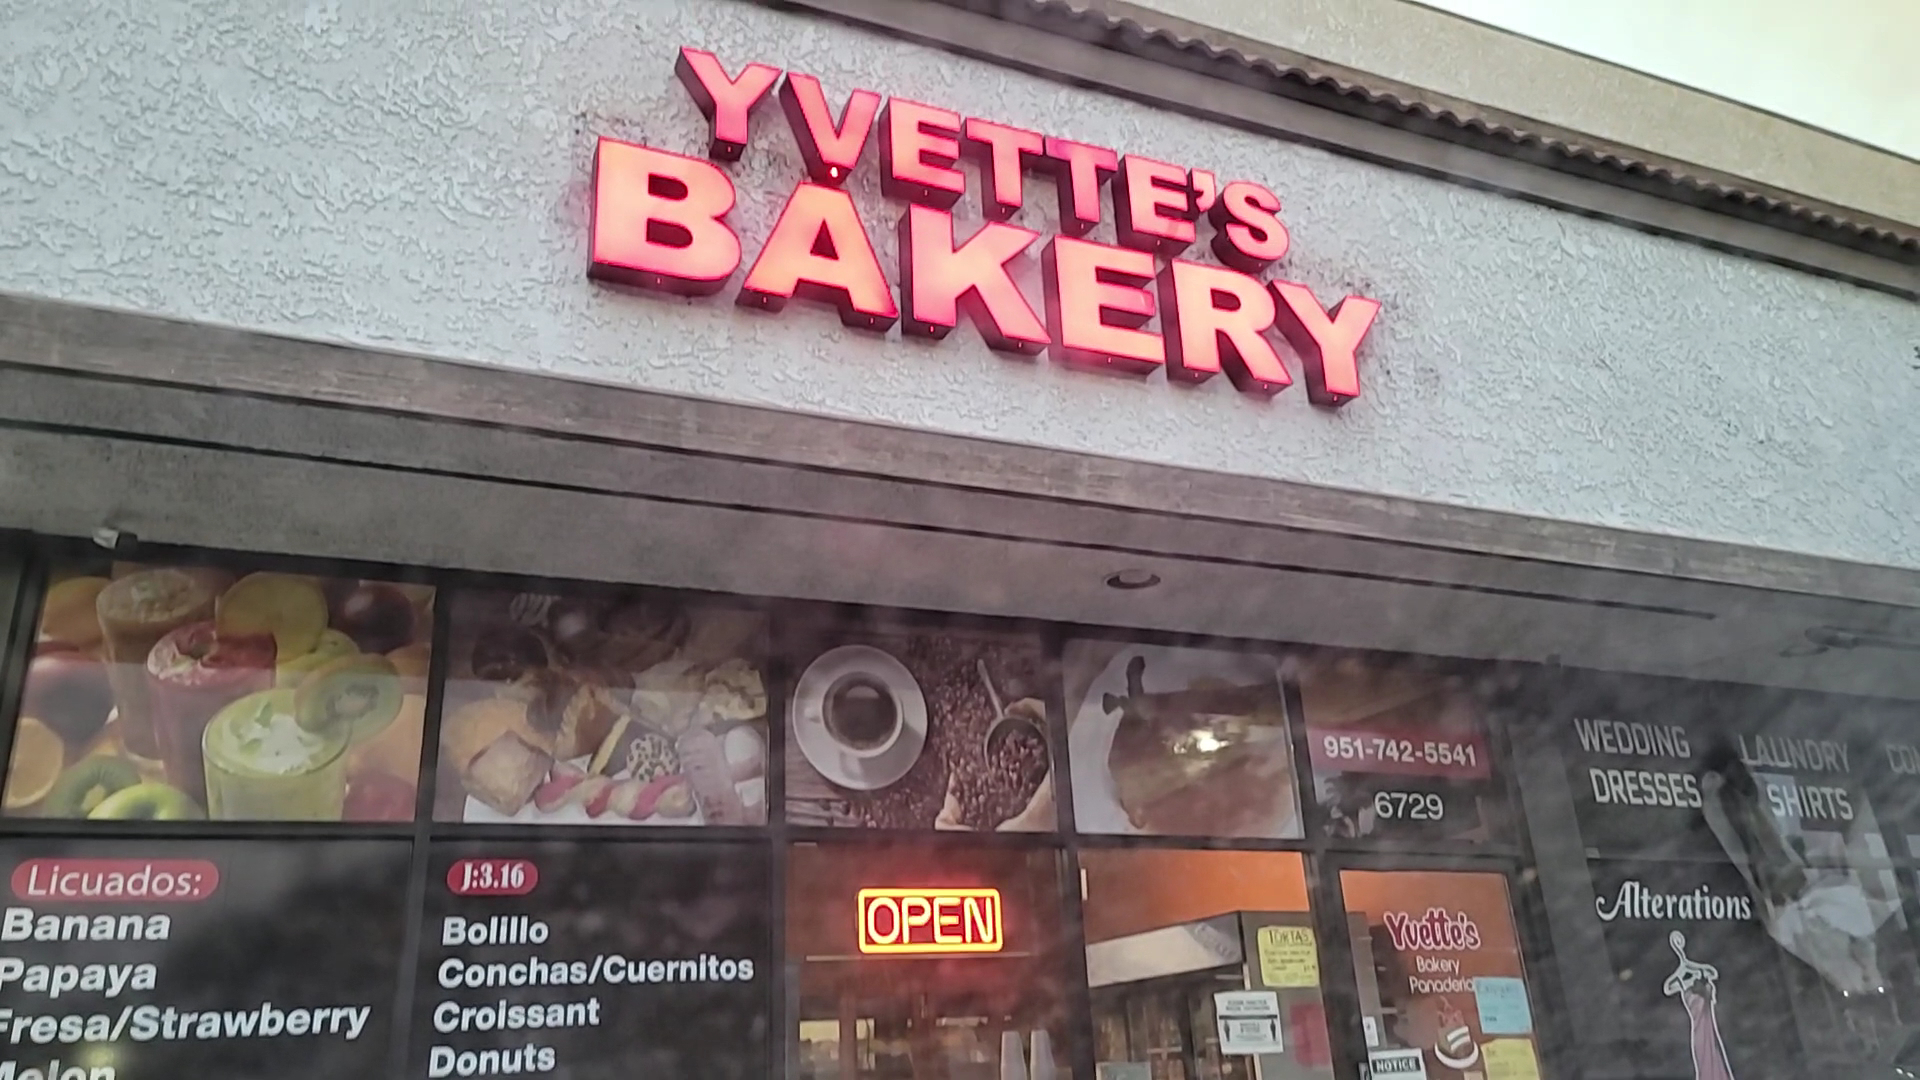 YVETTE'S
BAKERY
951-742-5541
6729
WEDDING
DRESSES
LAUNDRY
SHIRTS
Licuados:
Banana
Papaya
Fresa/Strawberry
Melon
J:3.16
Bolillo
Conchas/Cuernitos
Croissant
Donuts
OPEN
TORTAS
Yvette's
Bakery
Panaderia
NOTICE
Alterations